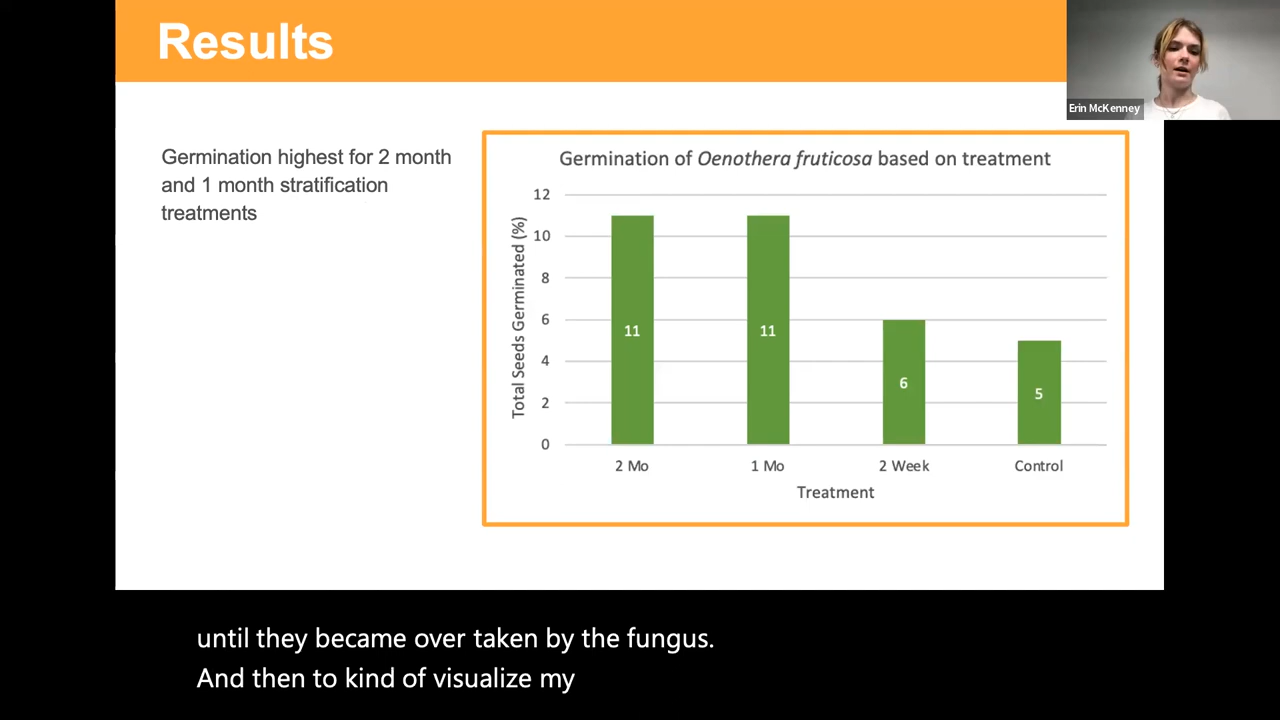 Results
Erin McKenney
Germination highest for 2 month
and 1 month stratification
treatments
Germination of Oenothera fruticosa based on treatment
Total Seeds Germinated (%)
12
10
8
6
4
2
0
11
11
6
5
2 Mo
1 Mo
2 Week
Control
Treatment
until they became over taken by the fungus.
And then to kind of visualize my